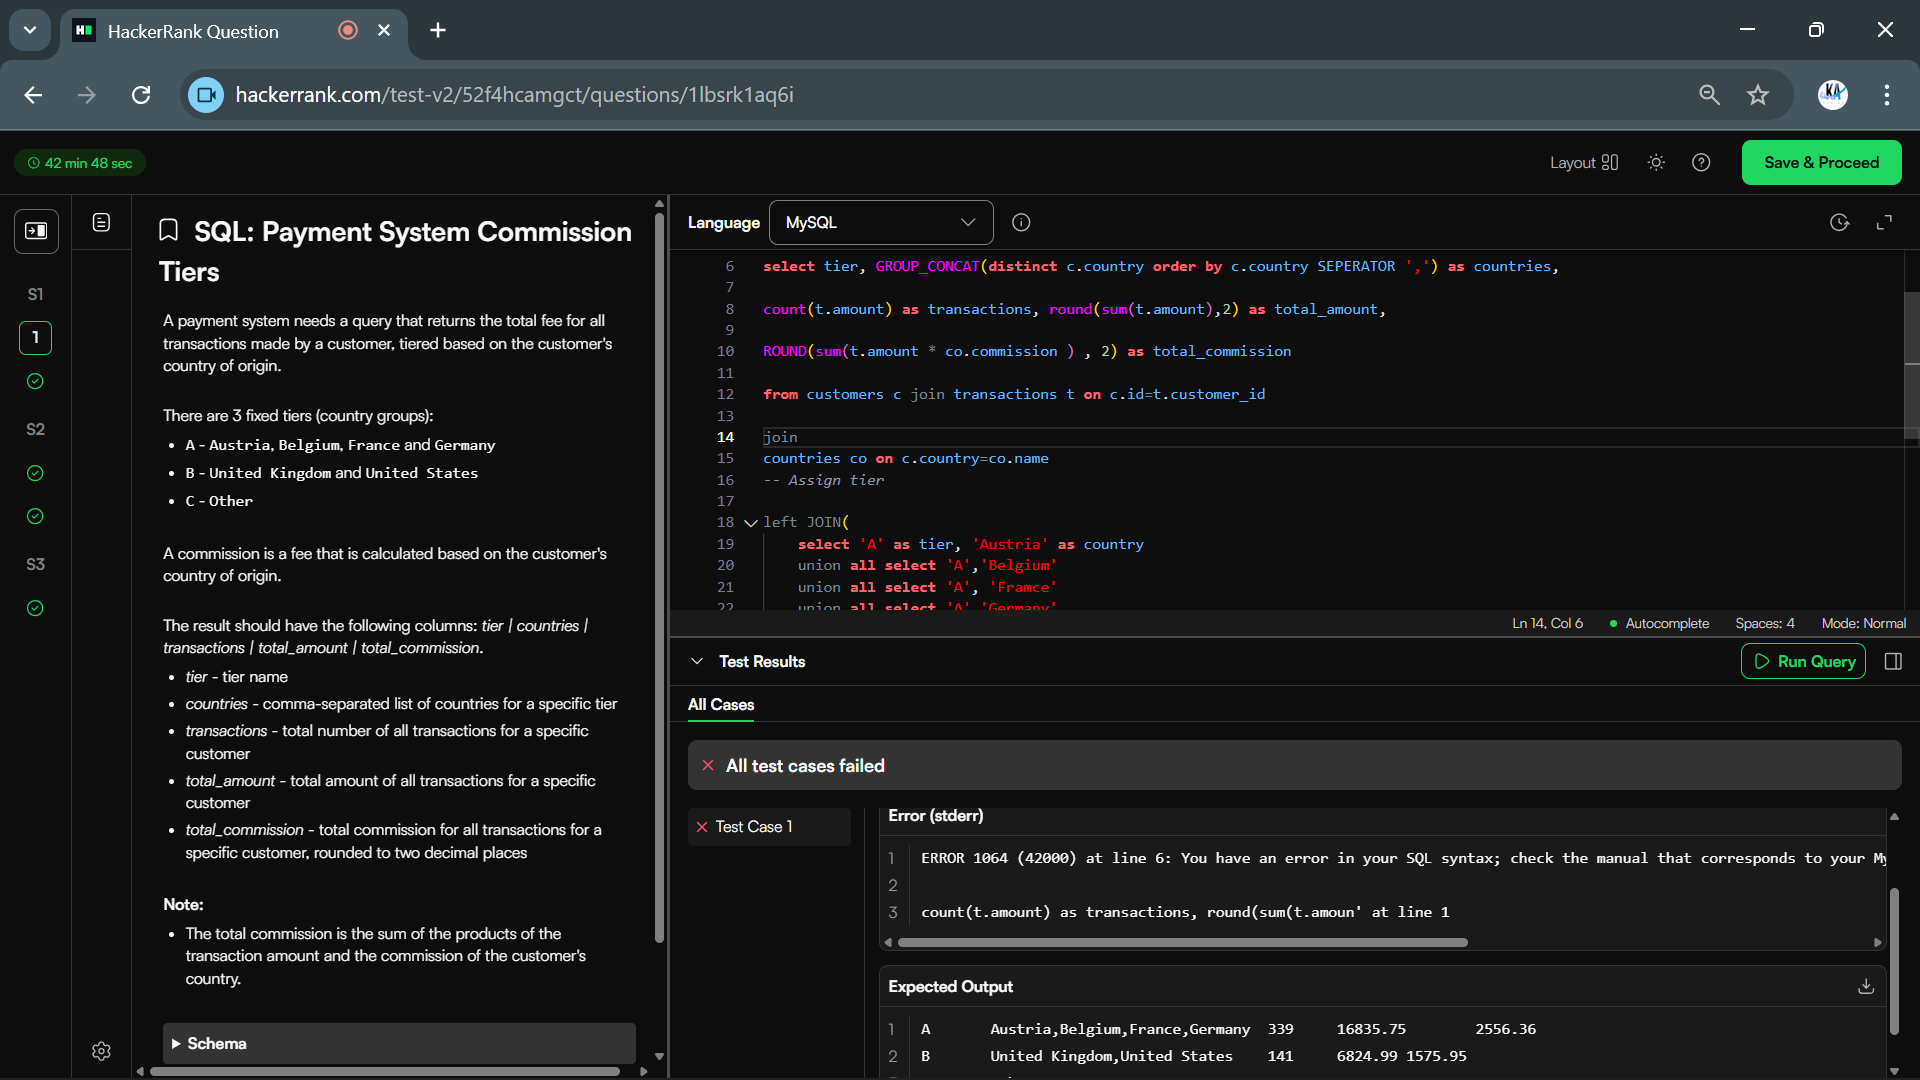 HackerRank Question
hackerrank.com/test-v2/52f4hcamgct/questions/1lbsrk1aq6i
KA
42 min 48 sec
Layout
Save & Proceed
S1
1
S2
S3
SQL: Payment System Commission
Tiers
A payment system needs a query that returns the total fee for all
transactions made by a customer, tiered based on the customer's
country of origin.
There are 3 fixed tiers (country groups):
• A - Austria, Belgium, France and Germany
• B - United Kingdom and United States
• C - Other
A commission is a fee that is calculated based on the customer's
country of origin.
The result should have the following columns: tier | countries |
transactions | total_amount | total_commission.
• tier - tier name
• countries - comma-separated list of countries for a specific tier
• transactions - total number of all transactions for a specific
customer
• total_amount - total amount of all transactions for a specific
customer
• total_commission - total commission for all transactions for a
specific customer, rounded to two decimal places
Note:
• The total commission is the sum of the products of the
transaction amount and the commission of the customer's
country.
Schema
Language MySQL
6 select tier, GROUP_CONCAT(distinct c.country order by c.country SEPERATOR ',') as countries,
7
8 count(t.amount) as transactions, round(sum(t.amount),2) as total_amount,
9
10 ROUND(sum(t.amount * co.commission ) , 2) as total_commission
11
12 from customers c join transactions t on c.id=t.customer_id
13
14 join
15 countries co on c.country=co.name
16 -- Assign tier
17
18 left JOIN(
19 select 'A' as tier, 'Austria' as country
20 union all select 'A','Belgium'
21 union all select 'A', 'Framce'
22 union all select 'A' 'Germany'
Ln 14, Col 6 Autocomplete Spaces: 4 Mode: Normal
Test Results
Run Query
All Cases
All test cases failed
Test Case 1
Error (stderr)
1 ERROR 1064 (42000) at line 6: You have an error in your SQL syntax; check the manual that corresponds to your My
2
3 count(t.amount) as transactions, round(sum(t.amoun' at line 1
Expected Output
1 A Austria,Belgium,France,Germany 339 16835.75 2556.36
2 B United Kingdom,United States 141 6824.99 1575.95